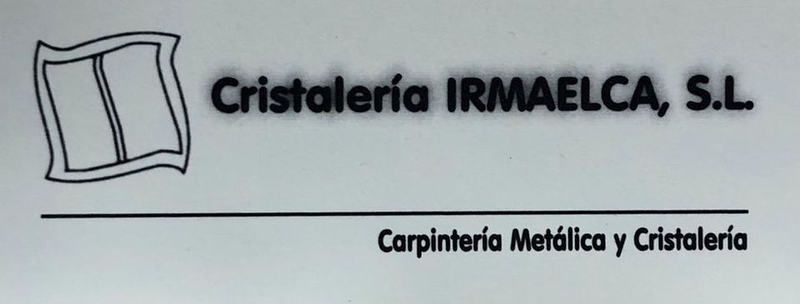 Cristalería IRMAELCA, S.L.
Carpintería Metálica y Cristalería